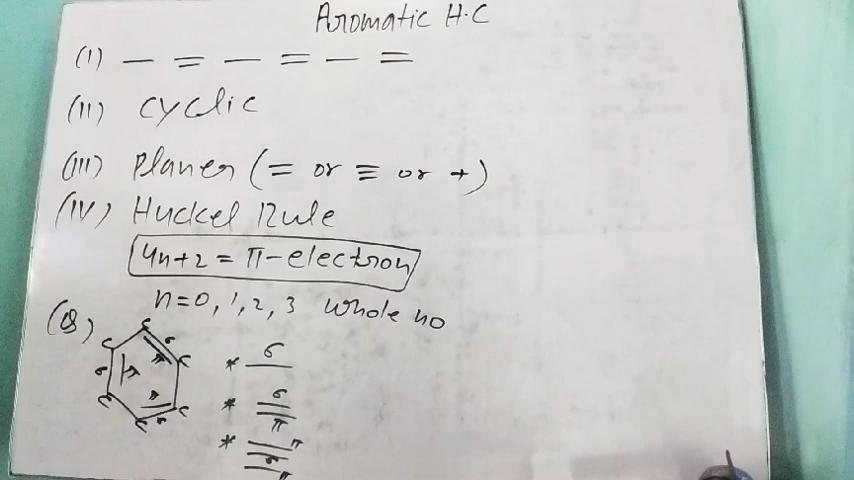 Aromatic H.C
(I) — = — = — =
(II) cyclic
(III) Planer (= or ≡ or +)
(IV) Huckel Rule
4n+2 = π-electron
n=0, 1, 2, 3 whole no
(Q)
C σ C π C σ C π C σ C π
* σ
* σ π
* π σ π